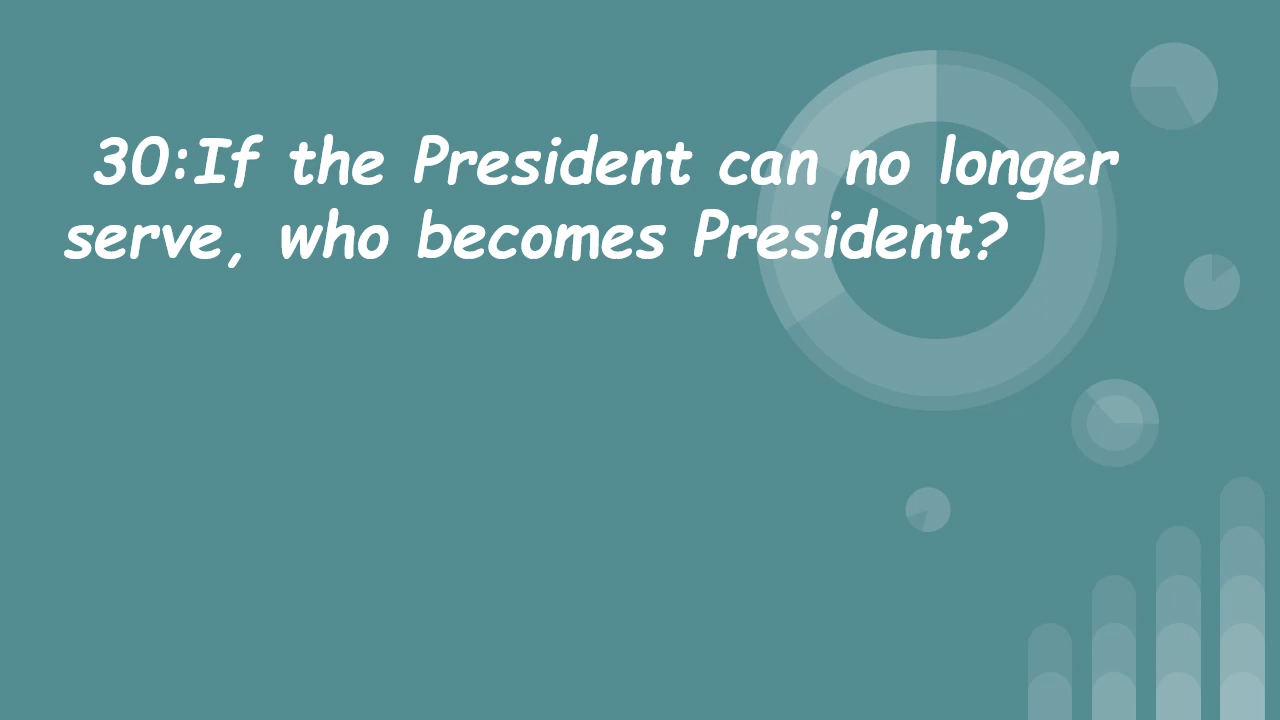 30:If the President can no longer
serve, who becomes President?